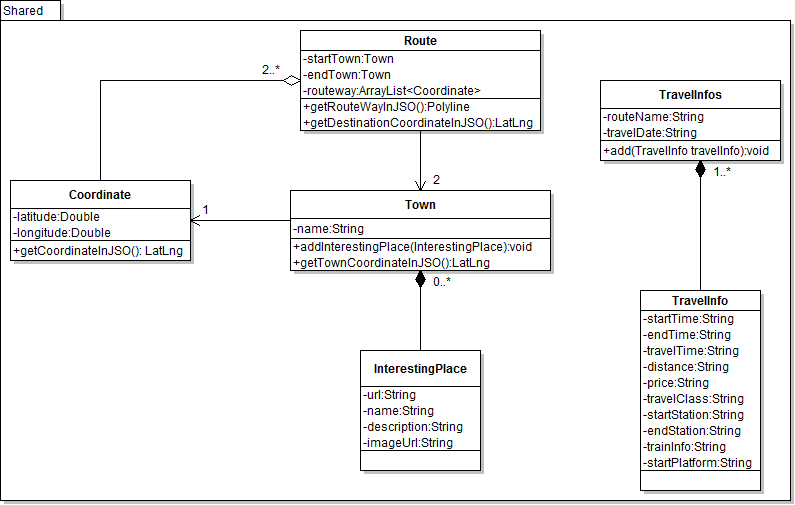 Shared
Route
-startTown:Town
-endTown:Town
-routeway:ArrayList<Coordinate>
+getRouteWayInJSO():Polyline
+getDestinationCoordinateInJSO():LatLng
2..*
2
TravelInfos
-routeName:String
-travelDate:String
+add(TravelInfo travelInfo):void
1..*
Coordinate
-latitude:Double
-longitude:Double
+getCoordinateInJSO(): LatLng
1
Town
-name:String
+addInterestingPlace(InterestingPlace):void
+getTownCoordinateInJSO():LatLng
0..*
InterestingPlace
-url:String
-name:String
-description:String
-imageUrl:String
TravelInfo
-startTime:String
-endTime:String
-travelTime:String
-distance:String
-price:String
-travelClass:String
-startStation:String
-endStation:String
-trainInfo:String
-startPlatform:String